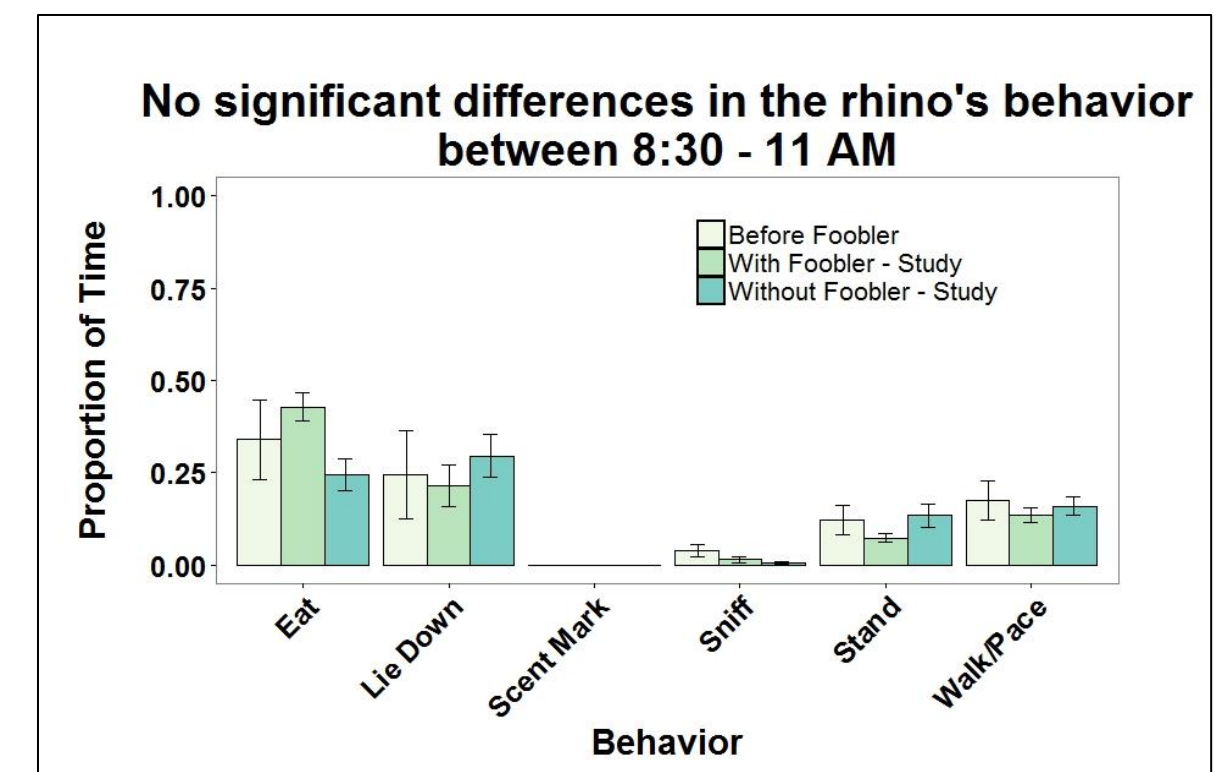 No significant differences in the rhino's behavior
between 8:30 - 11 AM
Proportion of Time
1.00
0.75
0.50
0.25
0.00
Before Foobler
With Foobler - Study
Without Foobler - Study
Eat
Lie Down
Scent Mark
Sniff
Stand
Walk/Pace
Behavior